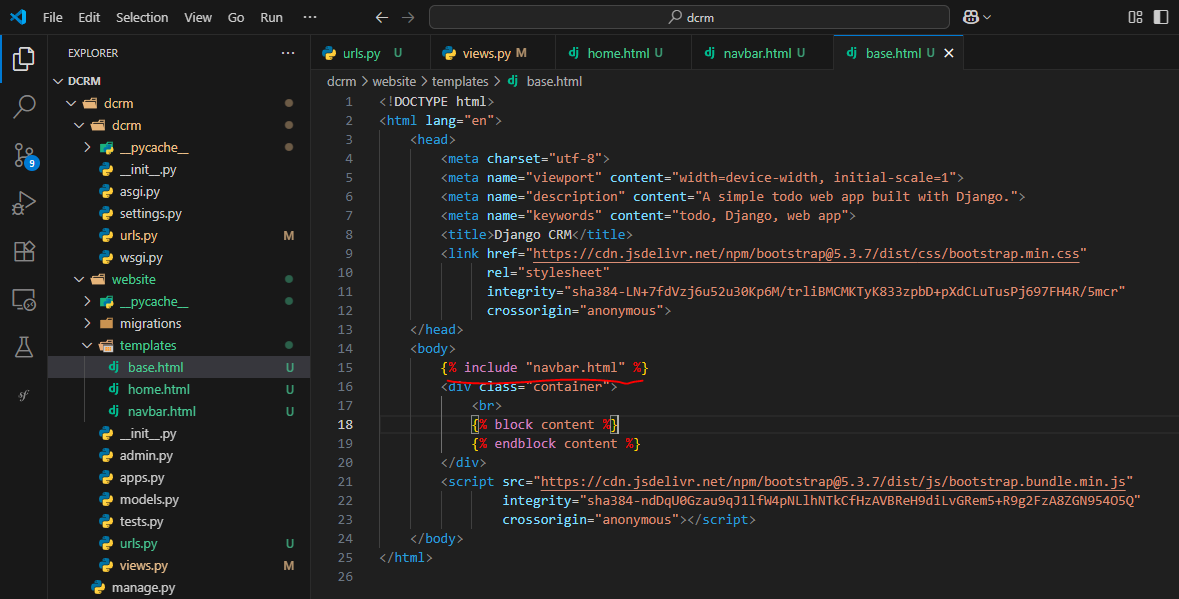 File Edit Selection View Go Run ··· dcrm
EXPLORER ···
DCRM
dcrm
dcrm
__pycache__
__init__.py
asgi.py
settings.py
urls.py M
wsgi.py
website
__pycache__
migrations
templates
base.html U
home.html U
navbar.html U
__init__.py
admin.py
apps.py
models.py
tests.py
urls.py U
views.py M
manage.py
9
urls.py U views.py M home.html U navbar.html U base.html U
dcrm > website > templates > dj base.html
1 <!DOCTYPE html>
2 <html lang="en">
3 <head>
4 <meta charset="utf-8">
5 <meta name="viewport" content="width=device-width, initial-scale=1">
6 <meta name="description" content="A simple todo web app built with Django.">
7 <meta name="keywords" content="todo, Django, web app">
8 <title>Django CRM</title>
9 <link href="https://cdn.jsdelivr.net/npm/bootstrap@5.3.7/dist/css/bootstrap.min.css"
10 rel="stylesheet"
11 integrity="sha384-LN+7fdVzj6u52u30Kp6M/trliBMCMKTyK833zpbD+pXdCLuTusPj697FH4R/5mcr"
12 crossorigin="anonymous">
13 </head>
14 <body>
15 {% include "navbar.html" %}
16 <div class="container">
17 <br>
18 {% block content %}
19 {% endblock content %}
20 </div>
21 <script src="https://cdn.jsdelivr.net/npm/bootstrap@5.3.7/dist/js/bootstrap.bundle.min.js"
22 integrity="sha384-ndDqU0Gzau9qJ1lfW4pNLlhNTkCfHzAVBReH9diLvGRem5+R9g2FzA8ZGN954O5Q"
23 crossorigin="anonymous"></script>
24 </body>
25 </html>
26